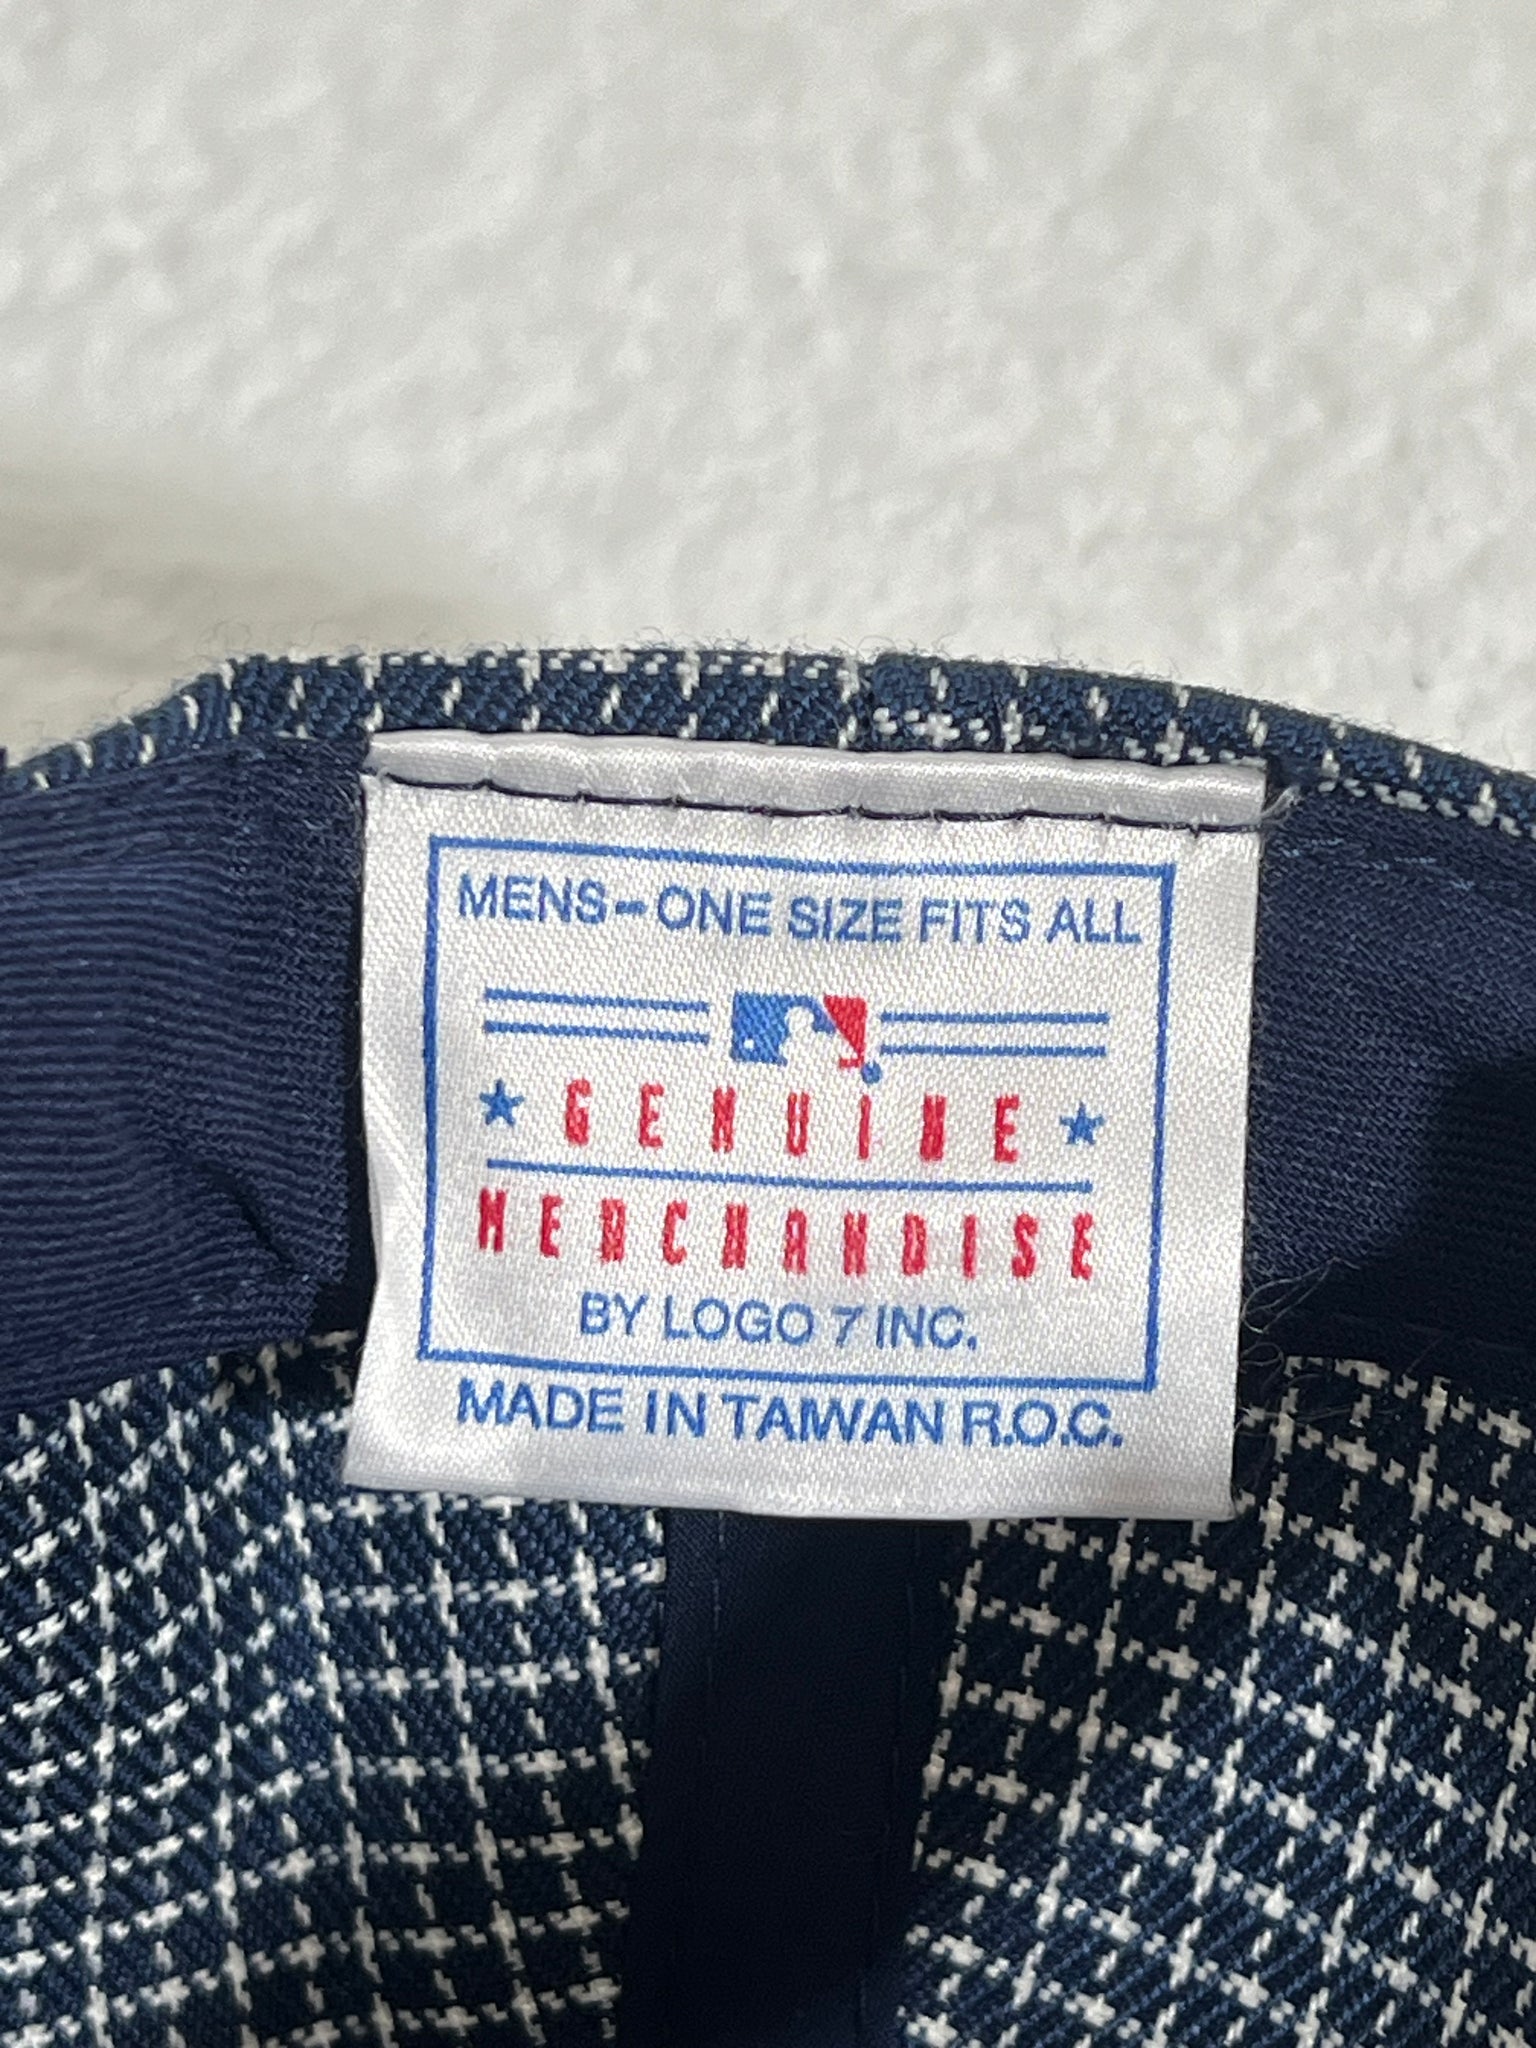 MENS-ONE SIZE FITS ALL
GENUINE
MERCHANDISE
BY LOGO 7 INC.
MADE IN TAIWAN R.O.C.